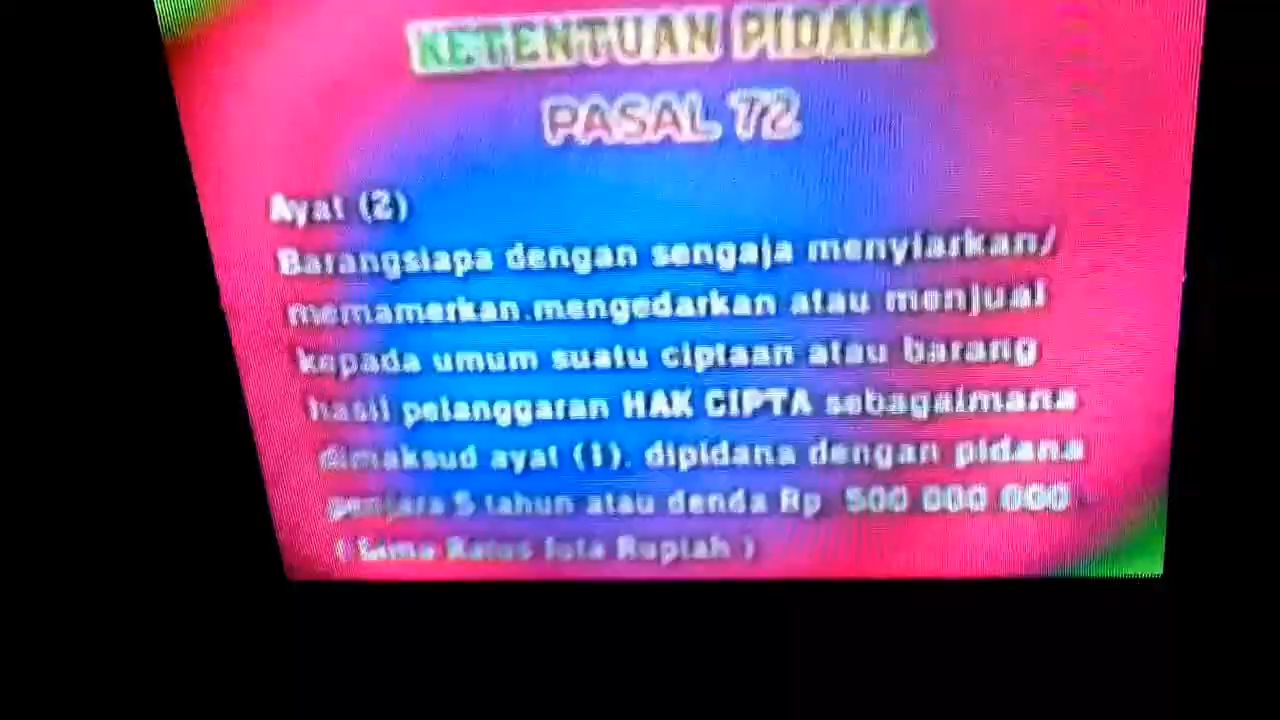 KETENTUAN PIDANA
PASAL 72
Ayat (2)
Barangsiapa dengan sengaja menyiarkan/
memamerkan.mengedarkan atau menjual
kepada umum suatu ciptaan atau barang
hasil pelanggaran HAK CIPTA sebagaimana
dimaksud ayat (1). dipidana dengan pidana
penjara 5 tahun atau denda Rp 500 000 000
( Ratus Juta Rupiah )